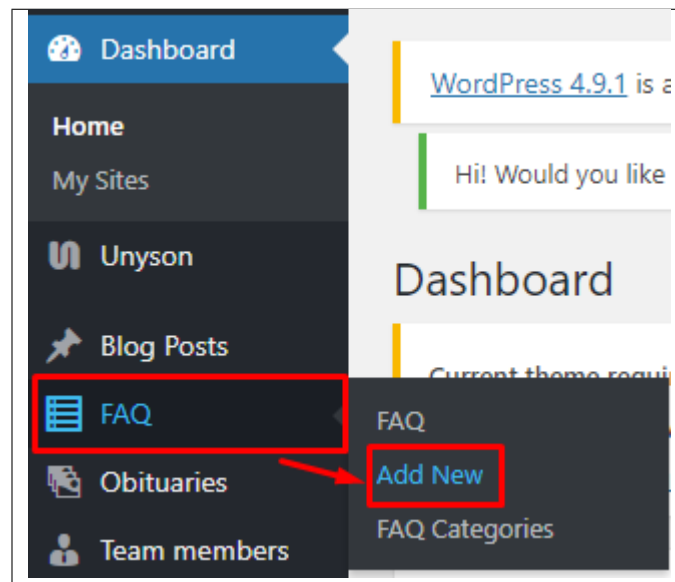 Dashboard
Home
My Sites
Unyson
Blog Posts
FAQ
Obituaries
Team members
WordPress 4.9.1 is a
Hi! Would you like
Dashboard
Current theme requi
FAQ
Add New
FAQ Categories